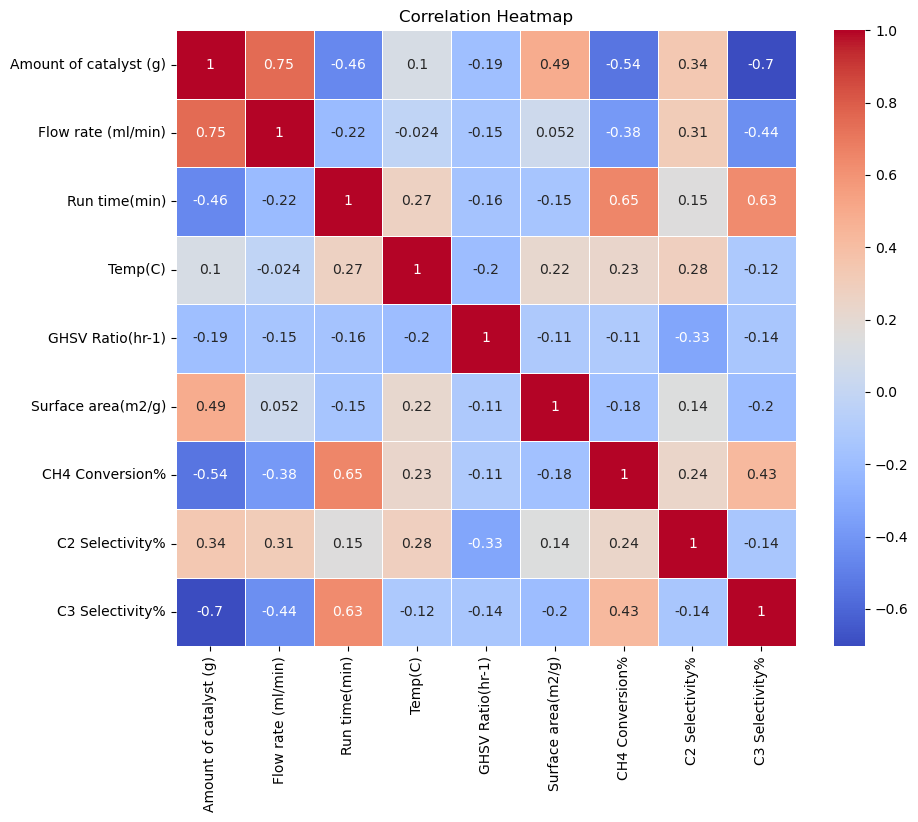 Correlation Heatmap
Amount of catalyst (g) 1 0.75 -0.46 0.1 -0.19 0.49 -0.54 0.34 -0.7
Flow rate (ml/min) 0.75 1 -0.22 -0.024 -0.15 0.052 -0.38 0.31 -0.44
Run time(min) -0.46 -0.22 1 0.27 -0.16 -0.15 0.65 0.15 0.63
Temp(C) 0.1 -0.024 0.27 1 -0.2 0.22 0.23 0.28 -0.12
GHSV Ratio(hr-1) -0.19 -0.15 -0.16 -0.2 1 -0.11 -0.11 -0.33 -0.14
Surface area(m2/g) 0.49 0.052 -0.15 0.22 -0.11 1 -0.18 0.14 -0.2
CH4 Conversion% -0.54 -0.38 0.65 0.23 -0.11 -0.18 1 0.24 0.43
C2 Selectivity% 0.34 0.31 0.15 0.28 -0.33 0.14 0.24 1 -0.14
C3 Selectivity% -0.7 -0.44 0.63 -0.12 -0.14 -0.2 0.43 -0.14 1
Amount of catalyst (g)
Flow rate (ml/min)
Run time(min)
Temp(C)
GHSV Ratio(hr-1)
Surface area(m2/g)
CH4 Conversion%
C2 Selectivity%
C3 Selectivity%
1.0
0.8
0.6
0.4
0.2
0.0
−0.2
−0.4
−0.6